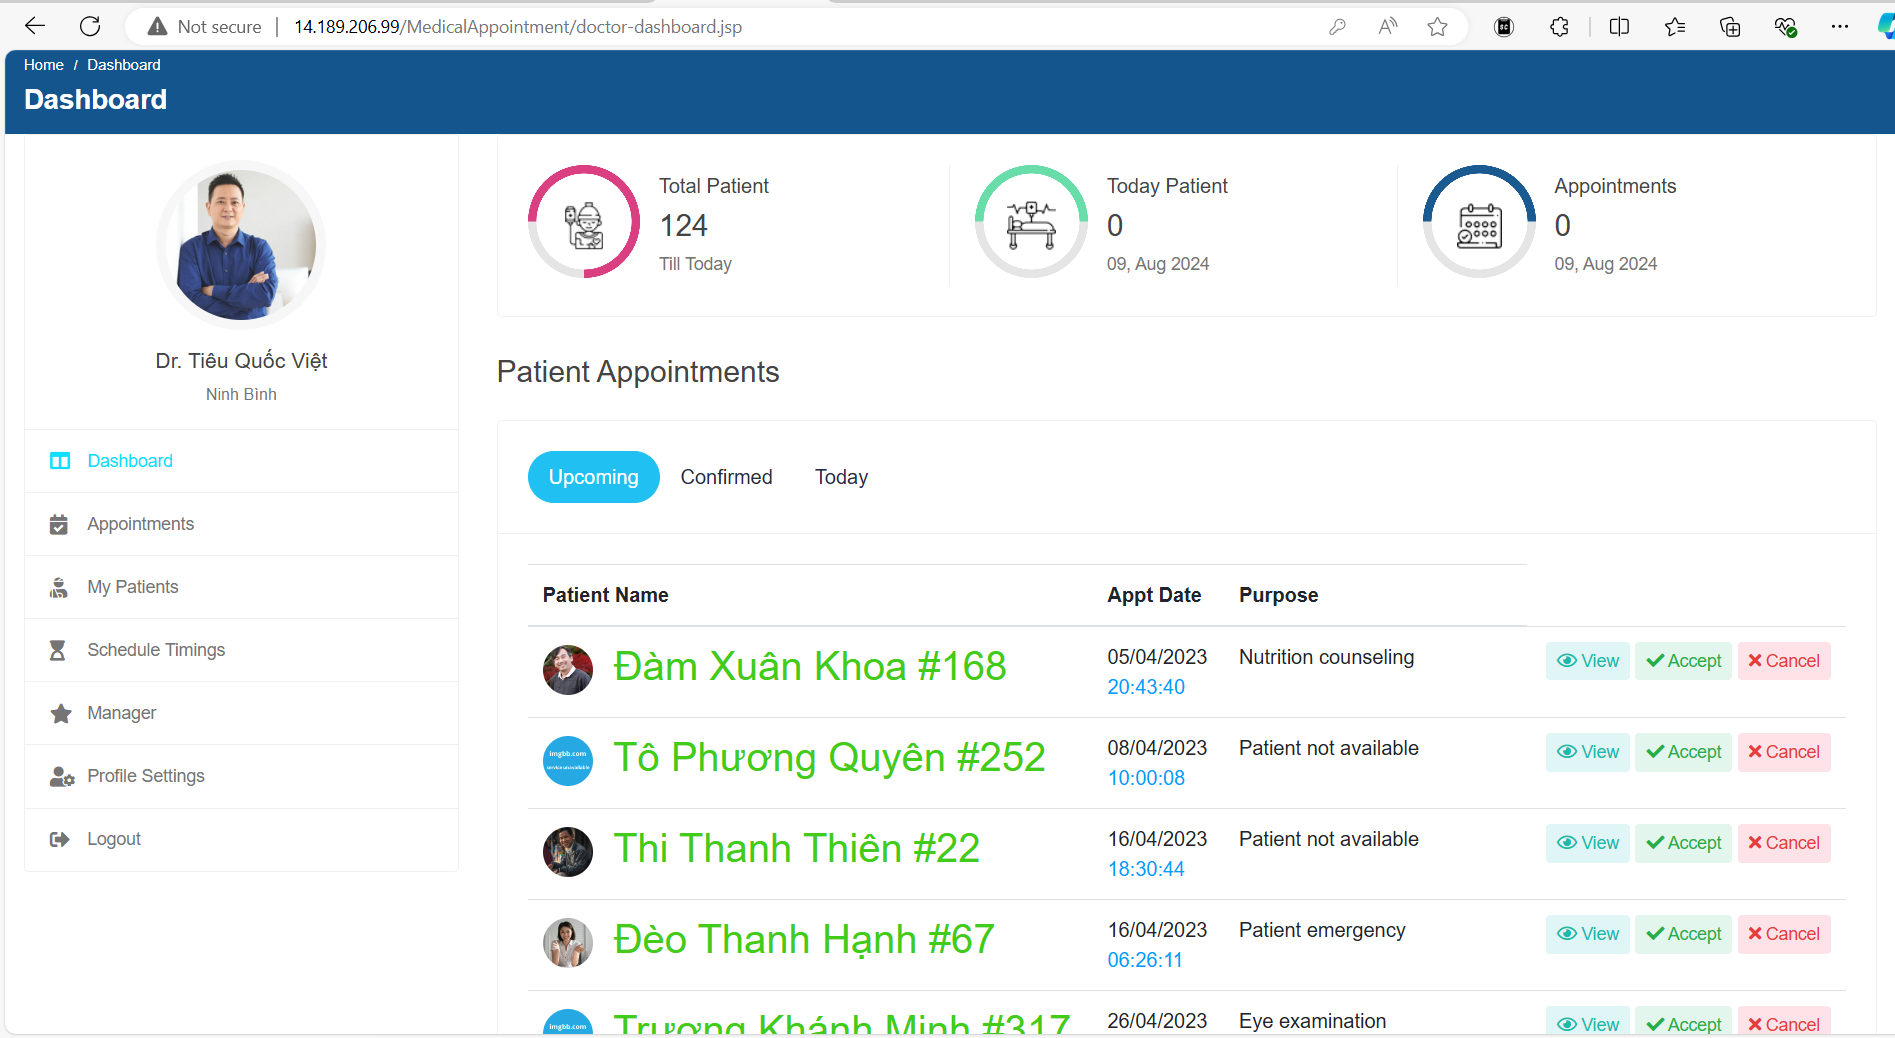 Not secure
14.189.206.99/MedicalAppointment/doctor-dashboard.jsp
Home / Dashboard
Dashboard
Dr. Tiêu Quốc Việt
Ninh Bình
Dashboard
Appointments
My Patients
Schedule Timings
Manager
Profile Settings
Logout
Total Patient
124
Till Today
Today Patient
0
09, Aug 2024
Appointments
0
09, Aug 2024
Patient Appointments
Upcoming Confirmed Today
Patient Name Appt Date Purpose
Đàm Xuân Khoa #168 05/04/2023 Nutrition counseling View Accept Cancel
20:43:40
imgbb.com
service unavailable
Tô Phương Quyên #252 08/04/2023 Patient not available View Accept Cancel
10:00:08
Thi Thanh Thiên #22 16/04/2023 Patient not available View Accept Cancel
18:30:44
Đèo Thanh Hạnh #67 16/04/2023 Patient emergency View Accept Cancel
06:26:11
imgbb.com
Trương Khánh Minh #317 26/04/2023 Eye examination View Accept Cancel